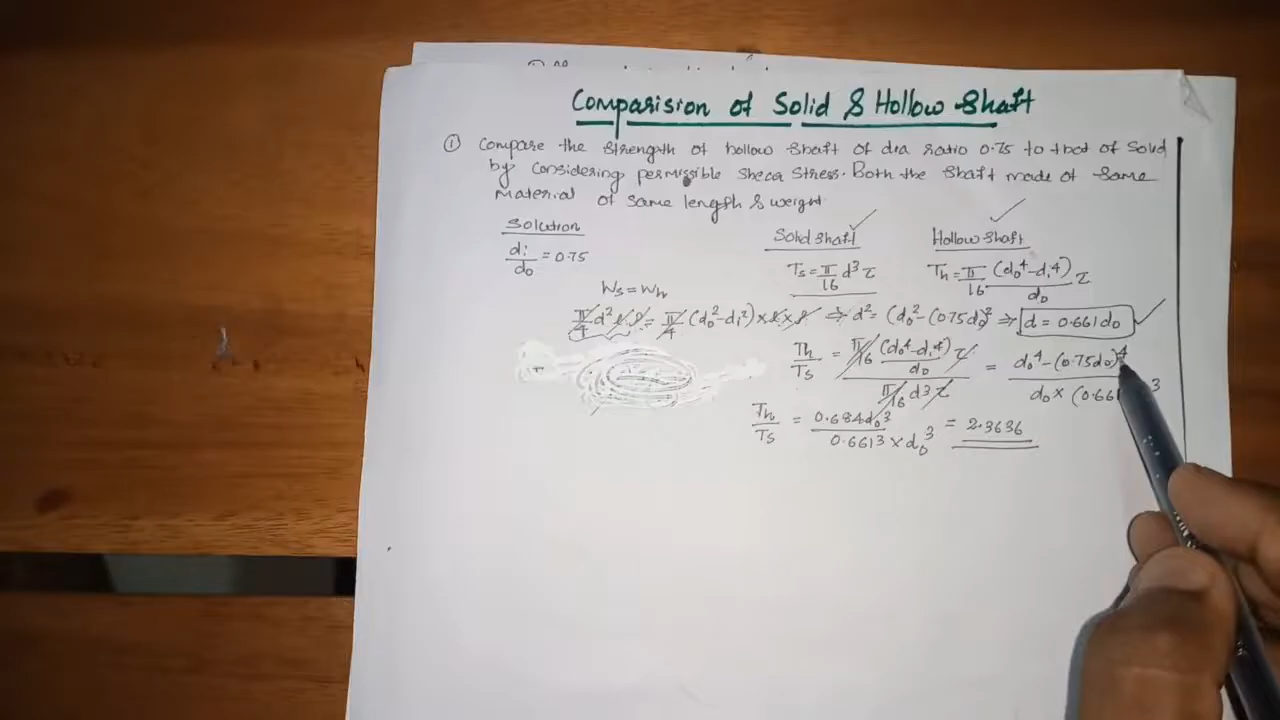 Comparision of Solid & Hollow Shaft
① Compare the strength of hollow shaft of dia ratio 0.75 to that of Solid
by Considering permissible Shear Stress. Both the Shaft made of Same
Material of Same length & weight
Solution
di/do = 0.75
Solid Shaft
Ts = π/16 d³ τ
Hollow Shaft
Th = π/16 (do⁴-di⁴)/do τ
Ws = Wh
π/4 d² = π/4 (do²-di²) × ⇒ d² = (do²-(0.75do)² ⇒ d = 0.661do
Th/Ts = π/16 (do⁴-di⁴)/do τ / π/16 d3 τ = do⁴-(0.75do)⁴ / do × (0.661 3
Th/Ts = 0.684do³ / 0.6613 × do³ = 2.3636